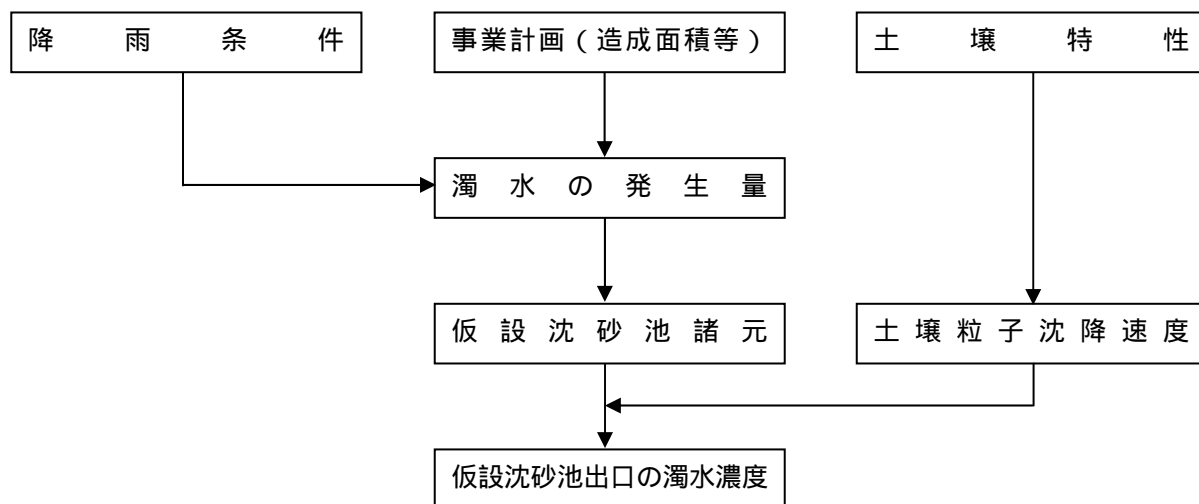 降雨条件
事業計画(造成面積等)
土壌特性
濁水の発生量
仮設沈砂池諸元
土壌粒子沈降速度
仮設沈砂池出口の濁水濃度